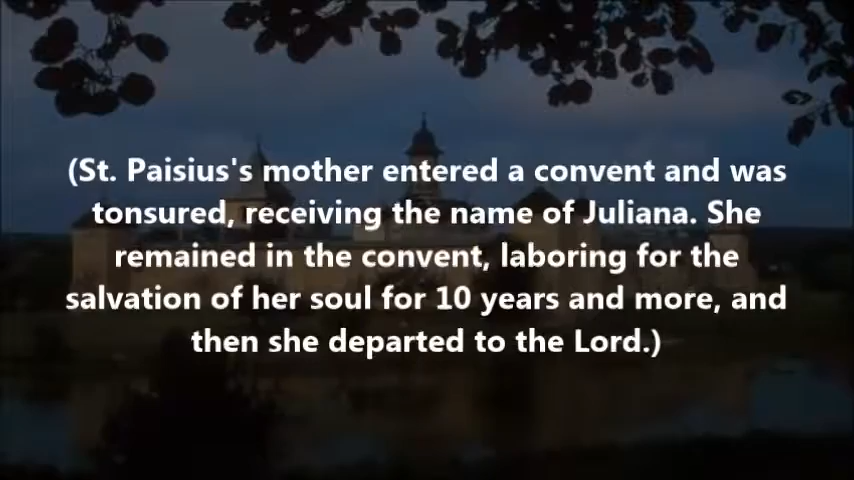 (St. Paisius's mother entered a convent and was
tonsured, receiving the name of Juliana. She
remained in the convent, laboring for the
salvation of her soul for 10 years and more, and
then she departed to the Lord.)